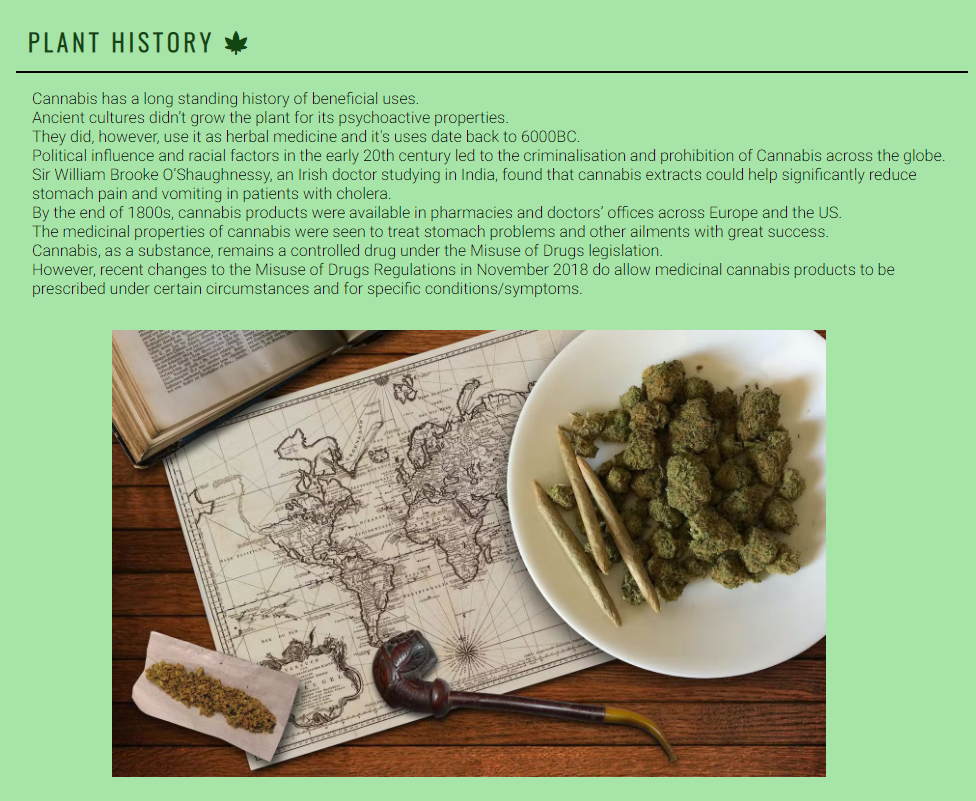 PLANT HISTORY
Cannabis has a long standing history of beneficial uses.
Ancient cultures didn't grow the plant for its psychoactive properties.
They did, however, use it as herbal medicine and it's uses date back to 6000BC.
Political influence and racial factors in the early 20th century led to the criminalisation and prohibition of Cannabis across the globe.
Sir William Brooke O'Shaughnessy, an Irish doctor studying in India, found that cannabis extracts could help significantly reduce
stomach pain and vomiting in patients with cholera.
By the end of 1800s, cannabis products were available in pharmacies and doctors' offices across Europe and the US.
The medicinal properties of cannabis were seen to treat stomach problems and other ailments with great success.
Cannabis, as a substance, remains a controlled drug under the Misuse of Drugs legislation.
However, recent changes to the Misuse of Drugs Regulations in November 2018 do allow medicinal cannabis products to be
prescribed under certain circumstances and for specific conditions/symptoms.